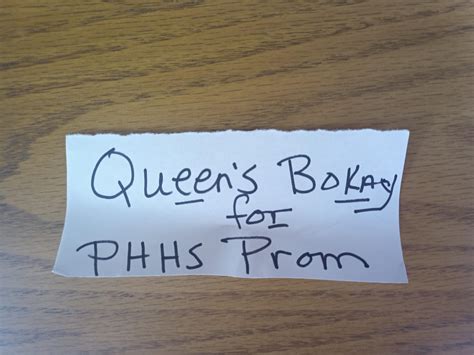 Queen's Bokay
for
PHHS Prom